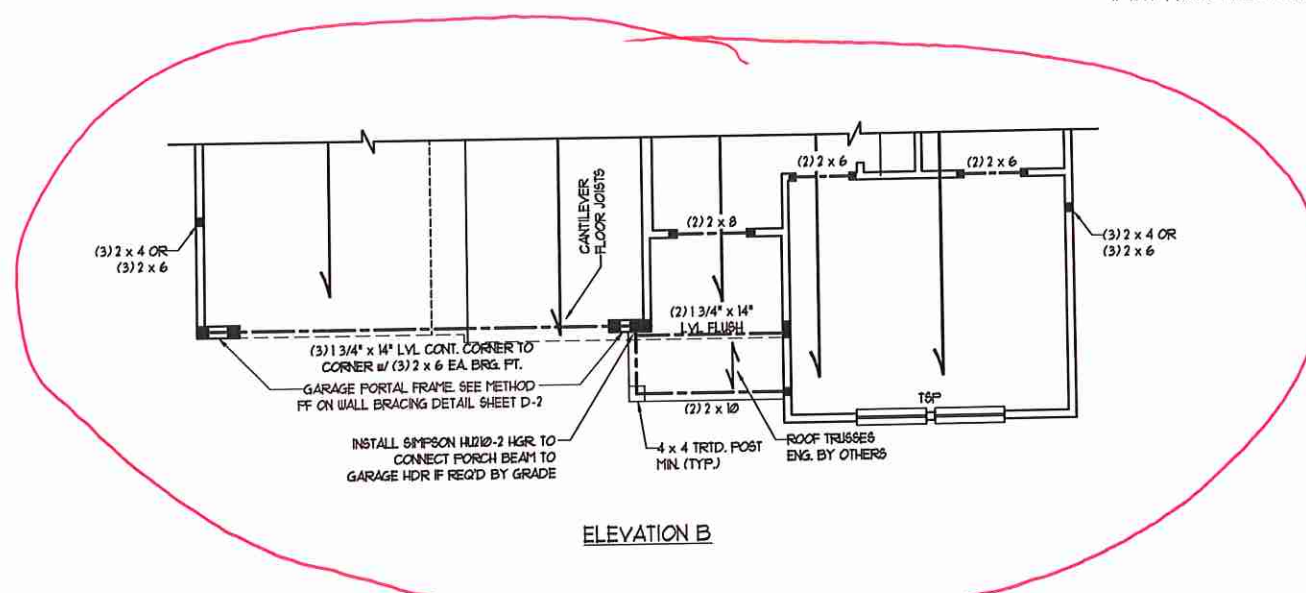 (2) 2 x 6
(2) 2 x 6
CANTILEVER
FLOOR JOISTS
(2) 2 x 8
(3) 2 x 4 OR
(3) 2 x 6
(3) 2 x 4 OR
(3) 2 x 6
(2) 1 3/4" x 14"
LVL FLUSH
(3) 1 3/4" x 14" LVL CONT. CORNER TO
CORNER w/ (3) 2 x 6 EA. BRG. PT.
GARAGE PORTAL FRAME. SEE METHOD
PF ON WALL BRACING DETAIL SHEET D-2
(2) 2 x 10
TSP
INSTALL SIMPSON HU210-2 HGR. TO
CONNECT PORCH BEAM TO
GARAGE HDR IF REQ'D BY GRADE
4 x 4 TRTD. POST
MIN. (TYP.)
ROOF TRUSSES
ENG. BY OTHERS
ELEVATION B